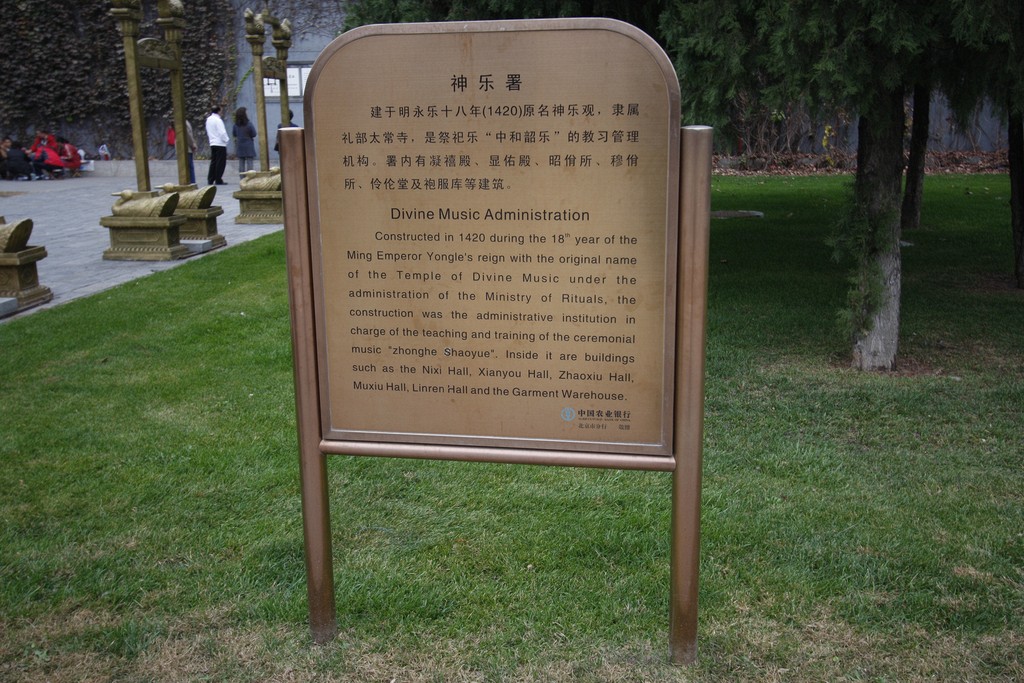 神乐署
建于明永乐十八年(1420)原名神乐观，隶属
礼部太常寺，是祭祀乐“中和韶乐”的教习管理
机构。署内有凝禧殿、显佑殿、昭佾所、穆佾
所、伶伦堂及袍服库等建筑。
Divine Music Administration
Constructed in 1420 during the 18th year of the
Ming Emperor Yongle's reign with the original name
of the Temple of Divine Music under the
administration of the Ministry of Rituals, the
construction was the administrative institution in
charge of the teaching and training of the ceremonial
music "zhonghe Shaoyue". Inside it are buildings
such as the Nixi Hall, Xianyou Hall, Zhaoxiu Hall,
Muxiu Hall, Linren Hall and the Garment Warehouse.
中国农业银行
北京市分行